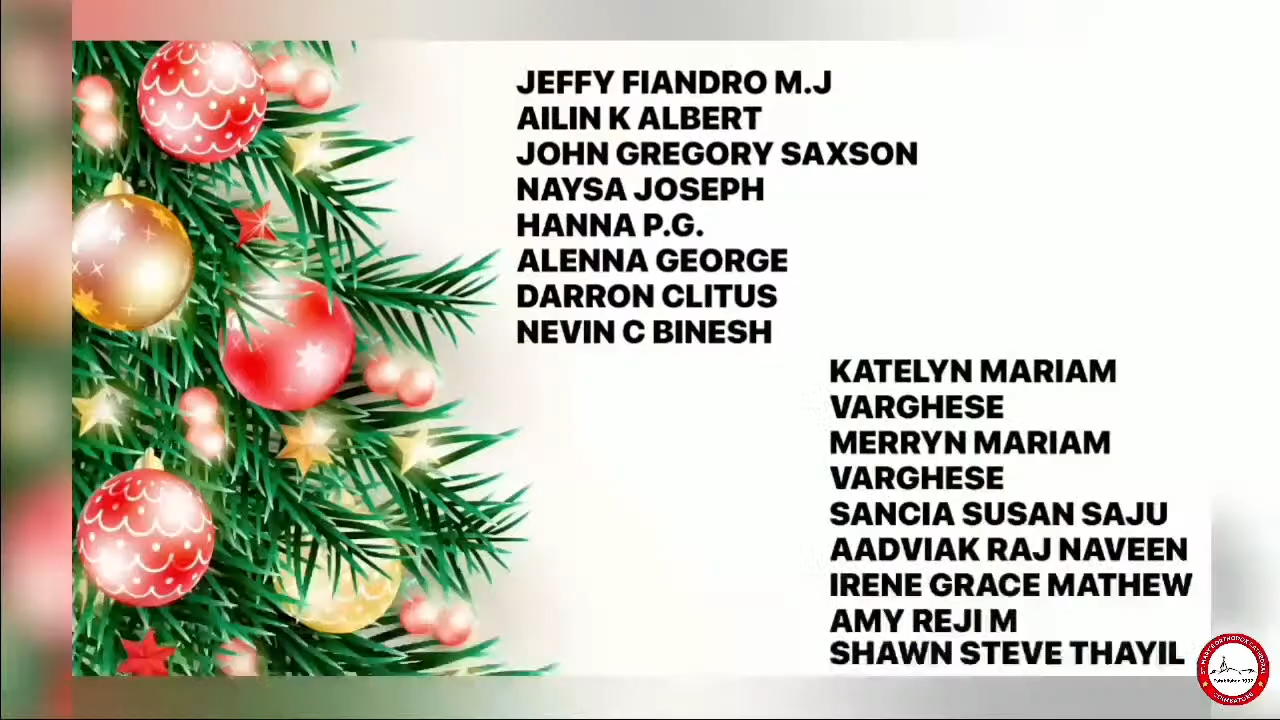 JEFFY FIANDRO M.J
AILIN K ALBERT
JOHN GREGORY SAXSON
NAYSA JOSEPH
HANNA P.G.
ALENNA GEORGE
DARRON CLITUS
NEVIN C BINESH
KATELYN MARIAM
VARGHESE
MERRYN MARIAM
VARGHESE
SANCIA SUSAN SAJU
AADVIAK RAJ NAVEEN
IRENE GRACE MATHEW
AMY REJI M
SHAWN STEVE THAYIL
COIMBATORE